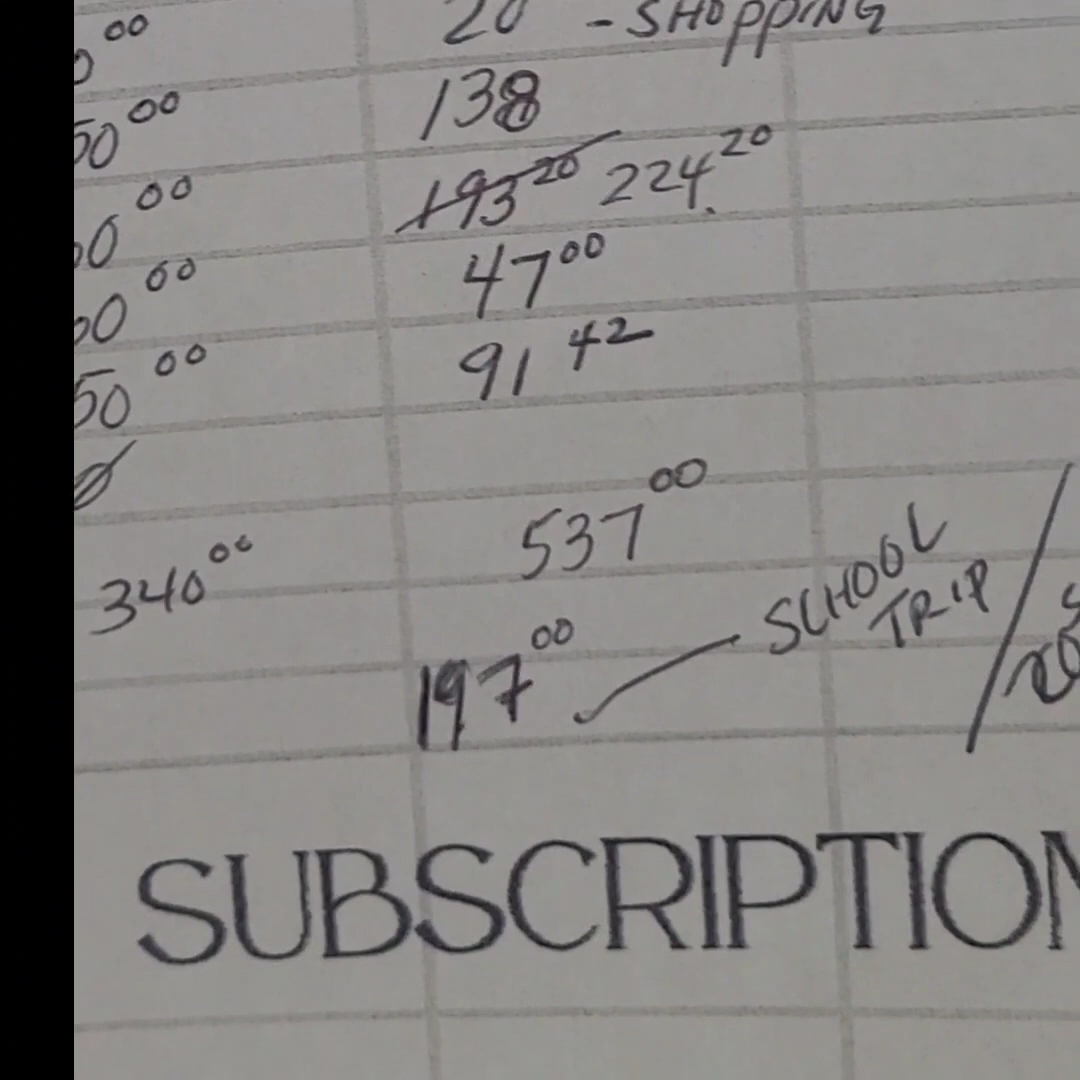 00 20 - SHOPPING
50 00 138
00 193 20 224.20
00 00 47 00
50 00 91 42
Ø
537 00
340 00
197 00 SCHOOL
TRIP /
SUBSCRIPTION